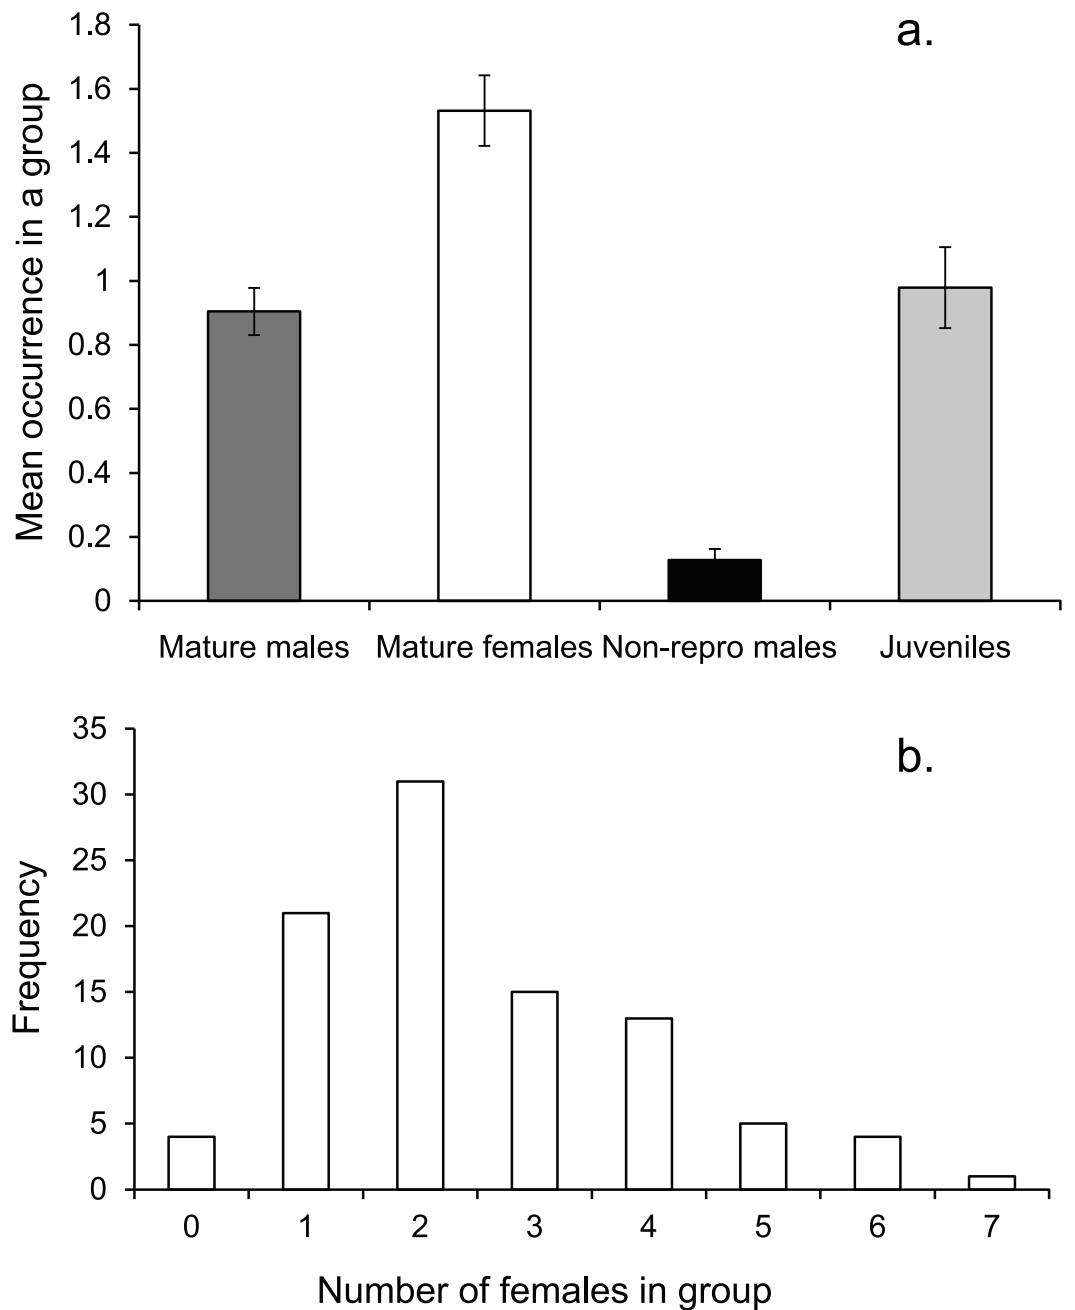 a.
Mean occurrence in a group
1.8
1.6
1.4
1.2
1
0.8
0.6
0.4
0.2
0
Mature males Mature females Non-repro males Juveniles
b.
Frequency
35
30
25
20
15
10
5
0
0 1 2 3 4 5 6 7
Number of females in group